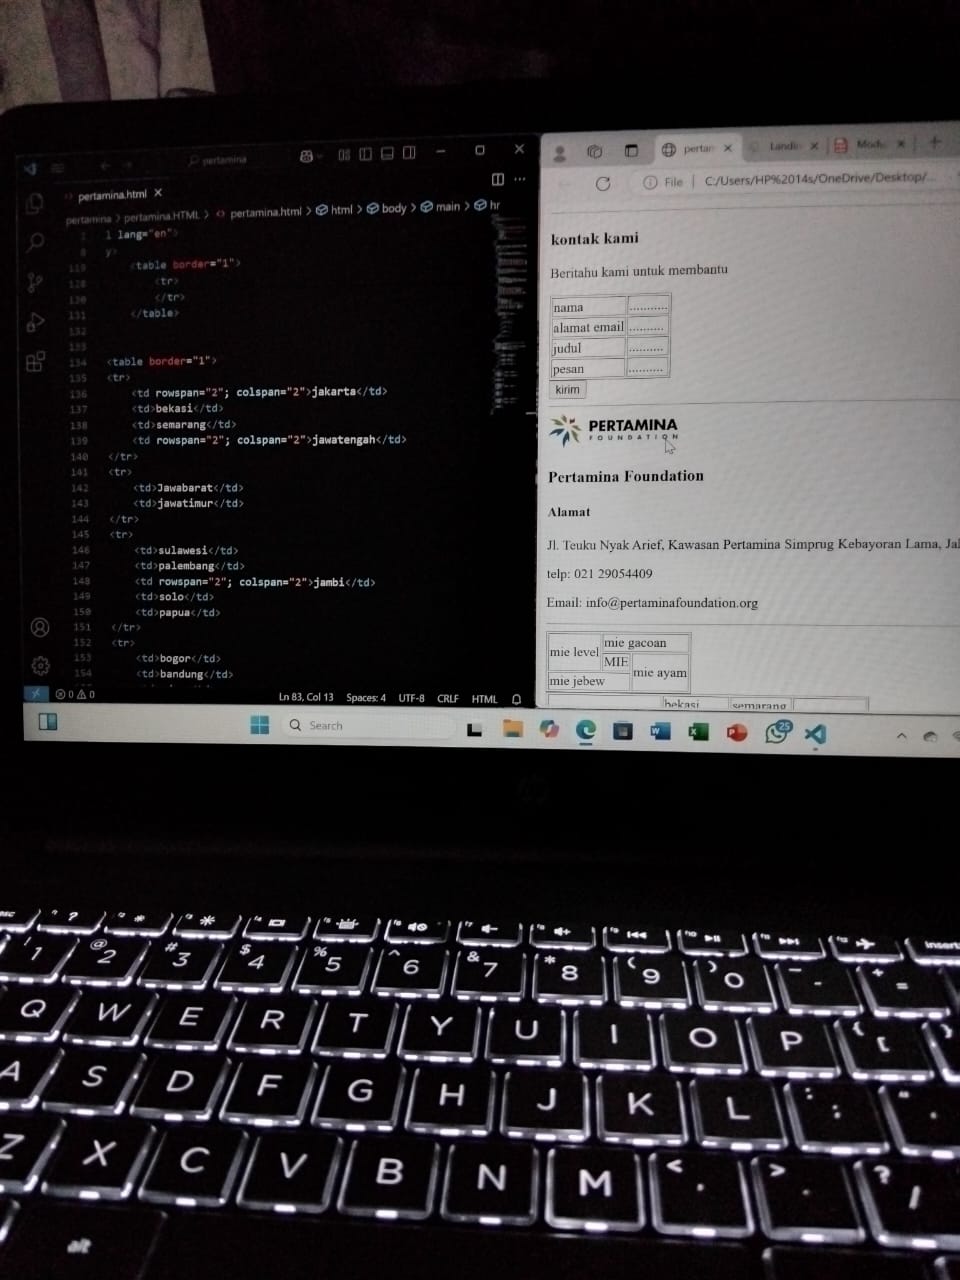 pertamina
pertamina.html
pertamina > pertamina.HTML > pertamina.html > html > body > main > hr
1 l lang="en">
8 y>
119 <table border="1">
120 <tr>
130 </tr>
131 </table>
132
133
134 <table border="1">
135 <tr>
136 <td rowspan="2"; colspan="2">jakarta</td>
137 <td>bekasi</td>
138 <td>semarang</td>
139 <td rowspan="2"; colspan="2">jawatengah</td>
140 </tr>
141 <tr>
142 <td>Jawabarat</td>
143 <td>jawatimur</td>
144 </tr>
145 <tr>
146 <td>sulawesi</td>
147 <td>palembang</td>
148 <td rowspan="2"; colspan="2">jambi</td>
149 <td>solo</td>
150 <td>papua</td>
151 </tr>
152 <tr>
153 <td>bogor</td>
154 <td>bandung</td>
0 0
Ln 83, Col 13 Spaces: 4 UTF-8 CRLF HTML
pertar Landi Modu
File C:/Users/HP%2014s/OneDrive/Desktop/...
kontak kami
Beritahu kami untuk membantu
nama ...........
alamat email ..........
judul ..........
pesan ..........
kirim
PERTAMINA
FOUNDATION
Pertamina Foundation
Alamat
Jl. Teuku Nyak Arief, Kawasan Pertamina Simprug Kebayoran Lama, Jal
telp: 021 29054409
Email: info@pertaminafoundation.org
mie level mie gacoan
MIE mie ayam
mie jebew
bekasi semarang
Search
25
esc ? insert
! 1 @ 2 # 3 $ 4 % 5 ^ 6 & 7 * 8 ( 9 ) 0 _ - + =
Q W E R T Y U I O P { [ }
A S D F G H J K L : ;
Z X C V B N M < , > . ? /
alt